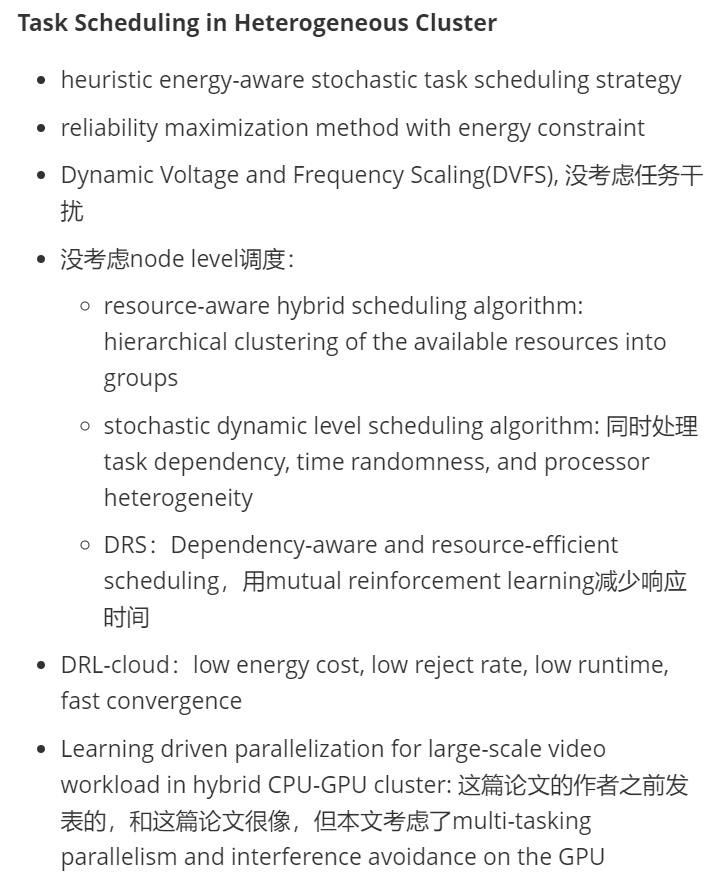 Task Scheduling in Heterogeneous Cluster
heuristic energy-aware stochastic task scheduling strategy
reliability maximization method with energy constraint
Dynamic Voltage and Frequency Scaling(DVFS), 没考虑任务干
扰
没考虑node level调度：
resource-aware hybrid scheduling algorithm:
hierarchical clustering of the available resources into
groups
stochastic dynamic level scheduling algorithm: 同时处理
task dependency, time randomness, and processor
heterogeneity
DRS：Dependency-aware and resource-efficient
scheduling，用mutual reinforcement learning减少响应
时间
DRL-cloud：low energy cost, low reject rate, low runtime,
fast convergence
Learning driven parallelization for large-scale video
workload in hybrid CPU-GPU cluster: 这篇论文的作者之前发
表的，和这篇论文很像，但本文考虑了multi-tasking
parallelism and interference avoidance on the GPU